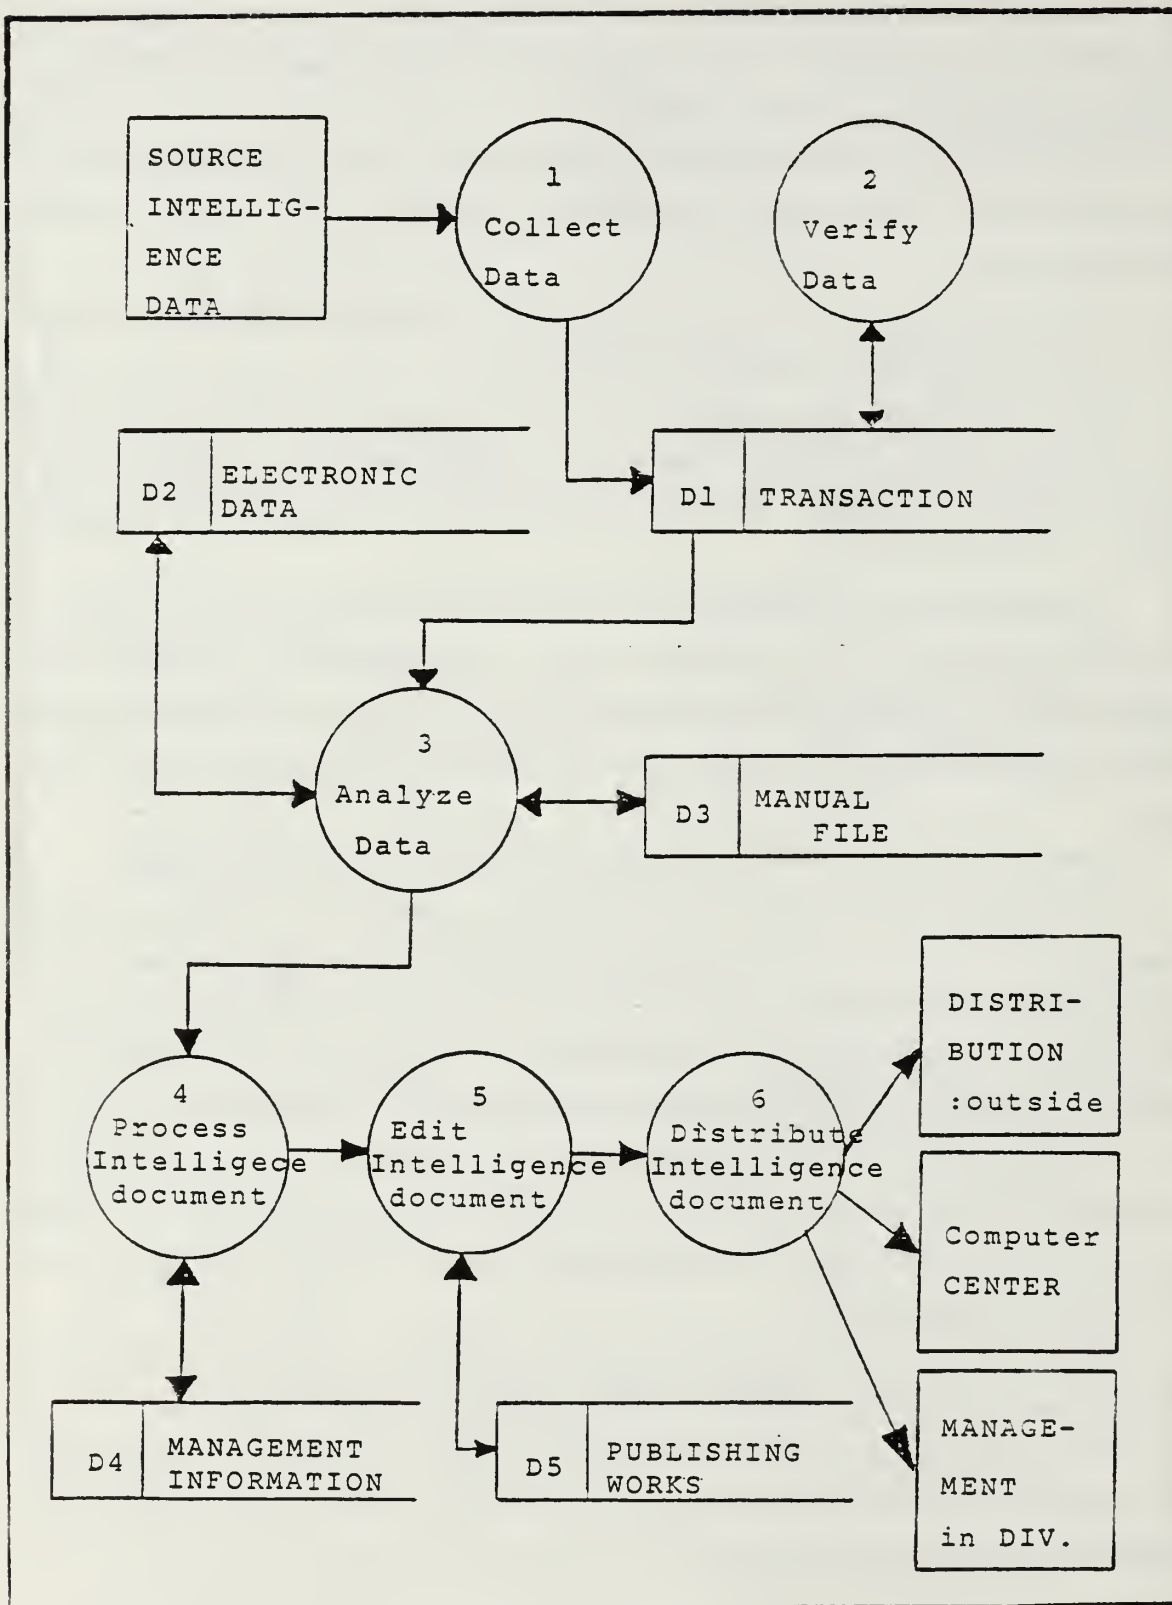 SOURCE
INTELLIG-
ENCE
DATA
1
Collect
Data
2
Verify
Data
D2
ELECTRONIC
DATA
D1
TRANSACTION
3
Analyze
Data
D3
MANUAL
FILE
4
Process
Intelligece
document
5
Edit
Intelligence
document
6
Distribute
Intelligence
document
DISTRI-
BUTION
:outside
Computer
CENTER
MANAGE-
MENT
in DIV.
D4
MANAGEMENT
INFORMATION
D5
PUBLISHING
WORKS